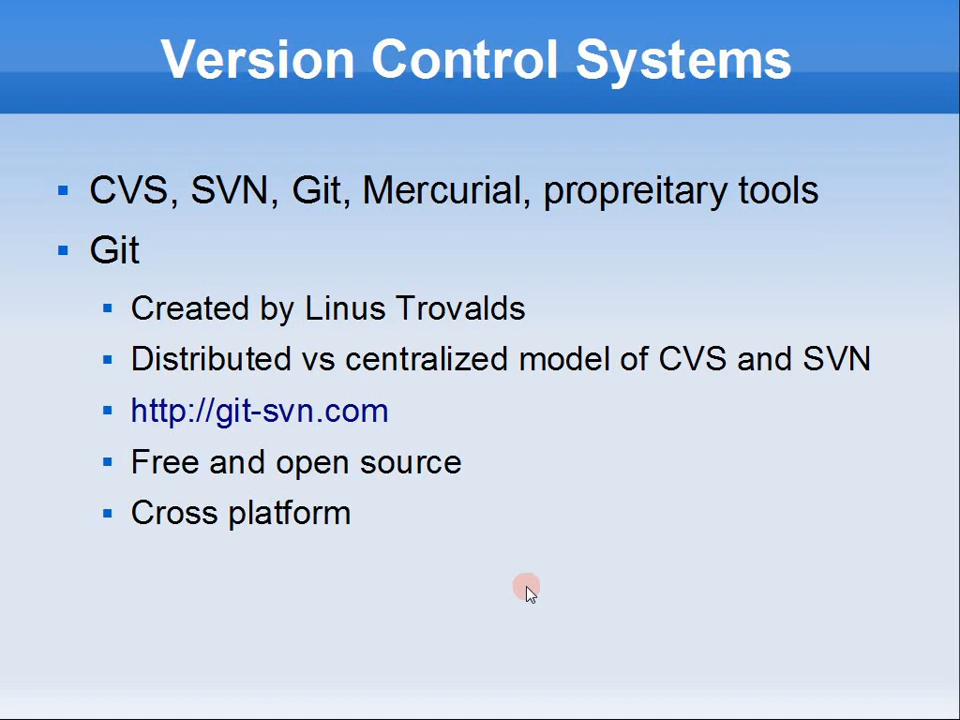 Version Control Systems
CVS, SVN, Git, Mercurial, propreitary tools
Git
Created by Linus Trovalds
Distributed vs centralized model of CVS and SVN
http://git-svn.com
Free and open source
Cross platform